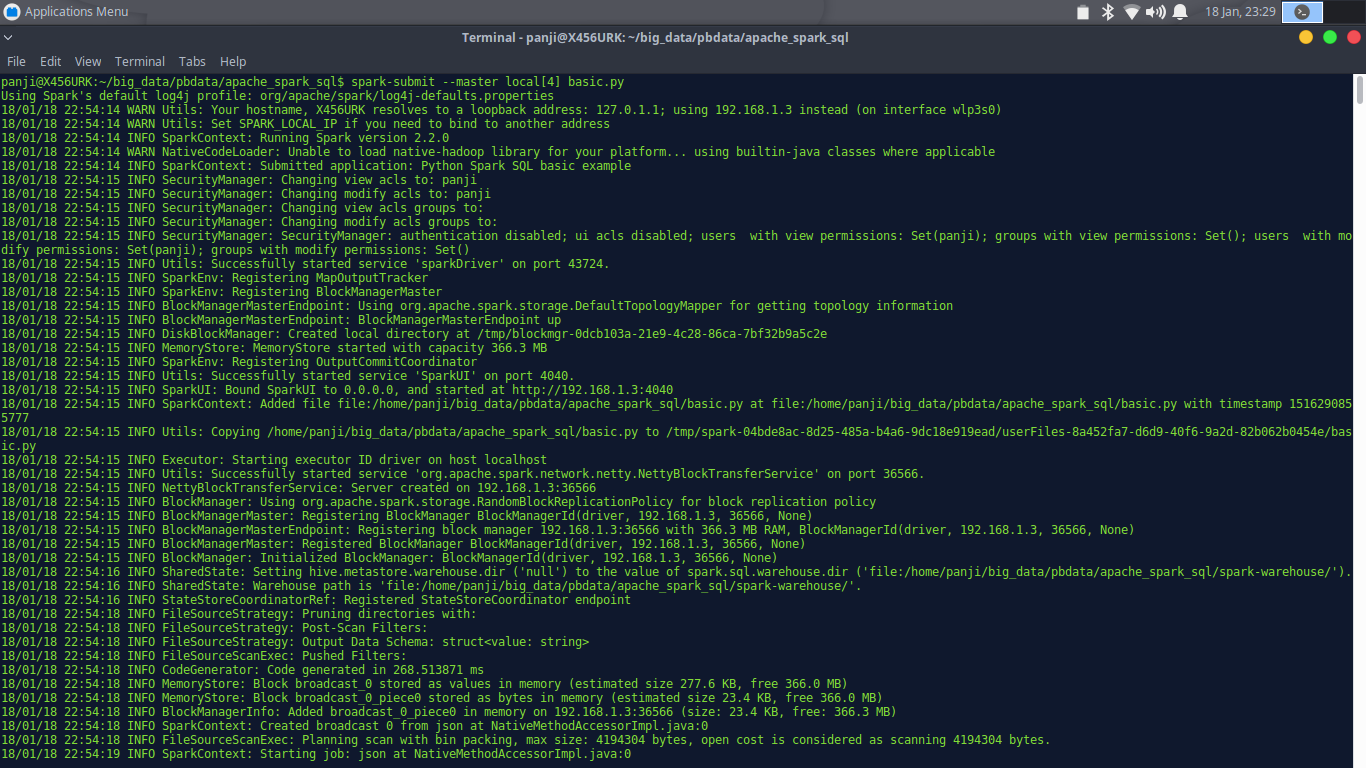 Applications Menu
18 Jan, 23:29
Terminal - panji@X456URK: ~/big_data/pbdata/apache_spark_sql
File Edit View Terminal Tabs Help
panji@X456URK:~/big_data/pbdata/apache_spark_sql$ spark-submit --master local[4] basic.py
Using Spark's default log4j profile: org/apache/spark/log4j-defaults.properties
18/01/18 22:54:14 WARN Utils: Your hostname, X456URK resolves to a loopback address: 127.0.1.1; using 192.168.1.3 instead (on interface wlp3s0)
18/01/18 22:54:14 WARN Utils: Set SPARK_LOCAL_IP if you need to bind to another address
18/01/18 22:54:14 INFO SparkContext: Running Spark version 2.2.0
18/01/18 22:54:14 WARN NativeCodeLoader: Unable to load native-hadoop library for your platform... using builtin-java classes where applicable
18/01/18 22:54:14 INFO SparkContext: Submitted application: Python Spark SQL basic example
18/01/18 22:54:15 INFO SecurityManager: Changing view acls to: panji
18/01/18 22:54:15 INFO SecurityManager: Changing modify acls to: panji
18/01/18 22:54:15 INFO SecurityManager: Changing view acls groups to:
18/01/18 22:54:15 INFO SecurityManager: Changing modify acls groups to:
18/01/18 22:54:15 INFO SecurityManager: SecurityManager: authentication disabled; ui acls disabled; users  with view permissions: Set(panji); groups with view permissions: Set(); users  with mo
dify permissions: Set(panji); groups with modify permissions: Set()
18/01/18 22:54:15 INFO Utils: Successfully started service 'sparkDriver' on port 43724.
18/01/18 22:54:15 INFO SparkEnv: Registering MapOutputTracker
18/01/18 22:54:15 INFO SparkEnv: Registering BlockManagerMaster
18/01/18 22:54:15 INFO BlockManagerMasterEndpoint: Using org.apache.spark.storage.DefaultTopologyMapper for getting topology information
18/01/18 22:54:15 INFO BlockManagerMasterEndpoint: BlockManagerMasterEndpoint up
18/01/18 22:54:15 INFO DiskBlockManager: Created local directory at /tmp/blockmgr-0dcb103a-21e9-4c28-86ca-7bf32b9a5c2e
18/01/18 22:54:15 INFO MemoryStore: MemoryStore started with capacity 366.3 MB
18/01/18 22:54:15 INFO SparkEnv: Registering OutputCommitCoordinator
18/01/18 22:54:15 INFO Utils: Successfully started service 'SparkUI' on port 4040.
18/01/18 22:54:15 INFO SparkUI: Bound SparkUI to 0.0.0.0, and started at http://192.168.1.3:4040
18/01/18 22:54:15 INFO SparkContext: Added file file:/home/panji/big_data/pbdata/apache_spark_sql/basic.py at file:/home/panji/big_data/pbdata/apache_spark_sql/basic.py with timestamp 151629085
5777
18/01/18 22:54:15 INFO Utils: Copying /home/panji/big_data/pbdata/apache_spark_sql/basic.py to /tmp/spark-04bde8ac-8d25-485a-b4a6-9dc18e919ead/userFiles-8a452fa7-d6d9-40f6-9a2d-82b062b0454e/bas
ic.py
18/01/18 22:54:15 INFO Executor: Starting executor ID driver on host localhost
18/01/18 22:54:15 INFO Utils: Successfully started service 'org.apache.spark.network.netty.NettyBlockTransferService' on port 36566.
18/01/18 22:54:15 INFO NettyBlockTransferService: Server created on 192.168.1.3:36566
18/01/18 22:54:15 INFO BlockManager: Using org.apache.spark.storage.RandomBlockReplicationPolicy for block replication policy
18/01/18 22:54:15 INFO BlockManagerMaster: Registering BlockManager BlockManagerId(driver, 192.168.1.3, 36566, None)
18/01/18 22:54:15 INFO BlockManagerMasterEndpoint: Registering block manager 192.168.1.3:36566 with 366.3 MB RAM, BlockManagerId(driver, 192.168.1.3, 36566, None)
18/01/18 22:54:15 INFO BlockManagerMaster: Registered BlockManager BlockManagerId(driver, 192.168.1.3, 36566, None)
18/01/18 22:54:15 INFO BlockManager: Initialized BlockManager: BlockManagerId(driver, 192.168.1.3, 36566, None)
18/01/18 22:54:16 INFO SharedState: Setting hive.metastore.warehouse.dir ('null') to the value of spark.sql.warehouse.dir ('file:/home/panji/big_data/pbdata/apache_spark_sql/spark-warehouse/').
18/01/18 22:54:16 INFO SharedState: Warehouse path is 'file:/home/panji/big_data/pbdata/apache_spark_sql/spark-warehouse/'.
18/01/18 22:54:16 INFO StateStoreCoordinatorRef: Registered StateStoreCoordinator endpoint
18/01/18 22:54:18 INFO FileSourceStrategy: Pruning directories with:
18/01/18 22:54:18 INFO FileSourceStrategy: Post-Scan Filters:
18/01/18 22:54:18 INFO FileSourceStrategy: Output Data Schema: struct<value: string>
18/01/18 22:54:18 INFO FileSourceScanExec: Pushed Filters:
18/01/18 22:54:18 INFO CodeGenerator: Code generated in 268.513871 ms
18/01/18 22:54:18 INFO MemoryStore: Block broadcast_0 stored as values in memory (estimated size 277.6 KB, free 366.0 MB)
18/01/18 22:54:18 INFO MemoryStore: Block broadcast_0_piece0 stored as bytes in memory (estimated size 23.4 KB, free 366.0 MB)
18/01/18 22:54:18 INFO BlockManagerInfo: Added broadcast_0_piece0 in memory on 192.168.1.3:36566 (size: 23.4 KB, free: 366.3 MB)
18/01/18 22:54:18 INFO SparkContext: Created broadcast 0 from json at NativeMethodAccessorImpl.java:0
18/01/18 22:54:18 INFO FileSourceScanExec: Planning scan with bin packing, max size: 4194304 bytes, open cost is considered as scanning 4194304 bytes.
18/01/18 22:54:19 INFO SparkContext: Starting job: json at NativeMethodAccessorImpl.java:0